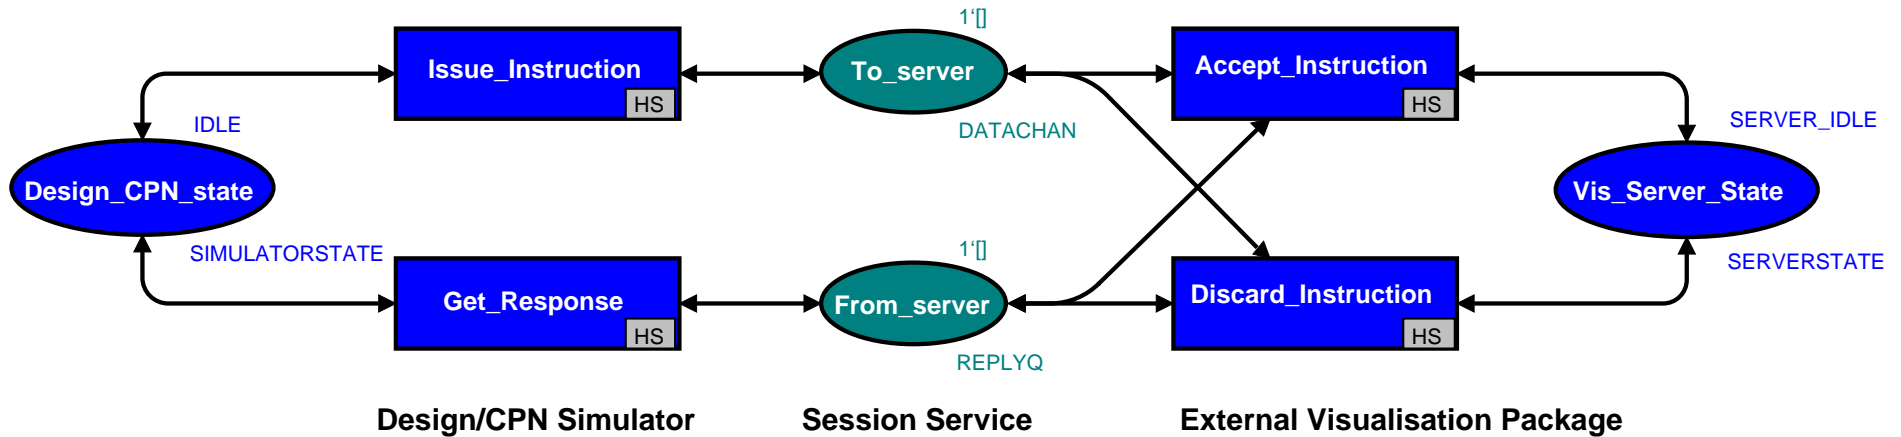 1‘[]
Issue_Instruction
HS
To_server
Accept_Instruction
HS
IDLE
DATACHAN
SERVER_IDLE
Design_CPN_state
Vis_Server_State
SIMULATORSTATE
1‘[]
SERVERSTATE
Get_Response
HS
From_server
Discard_Instruction
HS
REPLYQ
Design/CPN Simulator
Session Service
External Visualisation Package